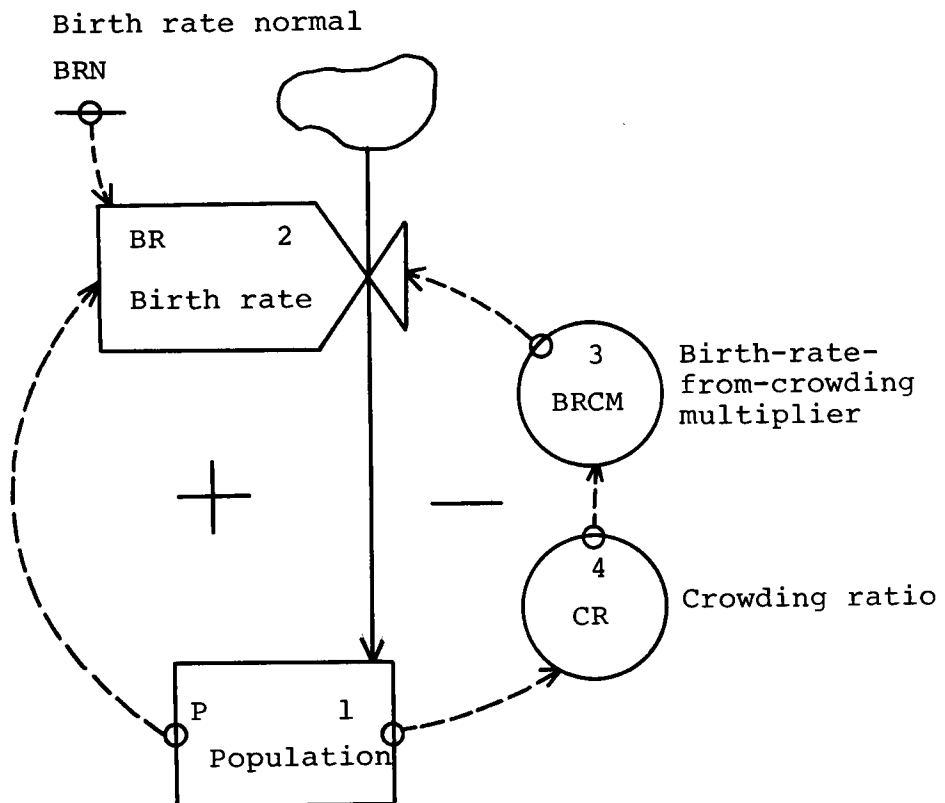 Birth rate normal
BRN
BR 2
Birth rate
+
—
3
BRCM
Birth-rate-
from-crowding
multiplier
4
CR
Crowding ratio
P 1
Population